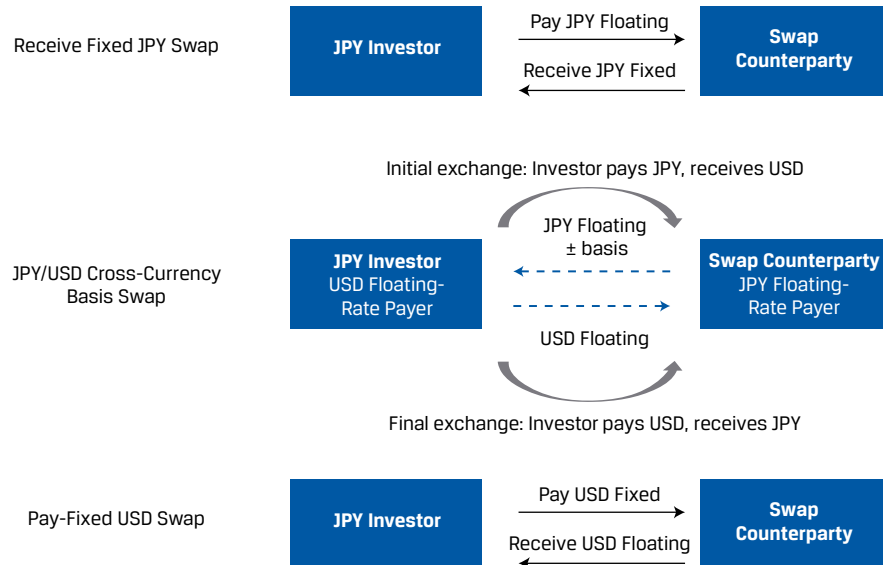 Receive Fixed JPY Swap
JPY Investor
Pay JPY Floating
Receive JPY Fixed
Swap
Counterparty
Initial exchange: Investor pays JPY, receives USD
JPY/USD Cross-Currency
Basis Swap
JPY Investor
USD Floating-
Rate Payer
JPY Floating
± basis
USD Floating
Swap Counterparty
JPY Floating-
Rate Payer
Final exchange: Investor pays USD, receives JPY
Pay-Fixed USD Swap
JPY Investor
Pay USD Fixed
Receive USD Floating
Swap
Counterparty